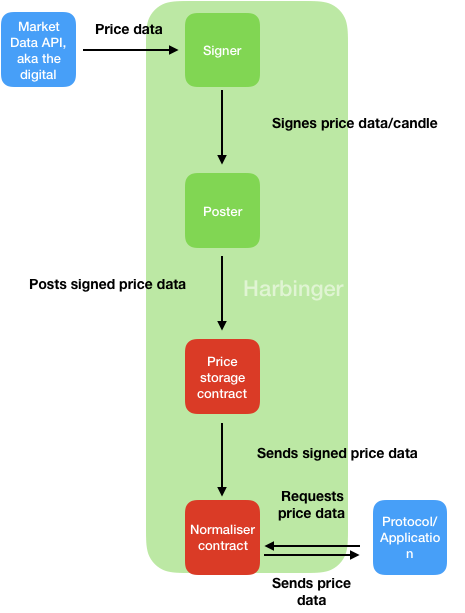 Market
Data API,
aka the
digital
Price data
Signer
Signes price data/candle
Poster
Posts signed price data
Harbinger
Price
storage
contract
Sends signed price data
Requests
price data
Normaliser
contract
Protocol/
Applicatio
n
Sends price
data